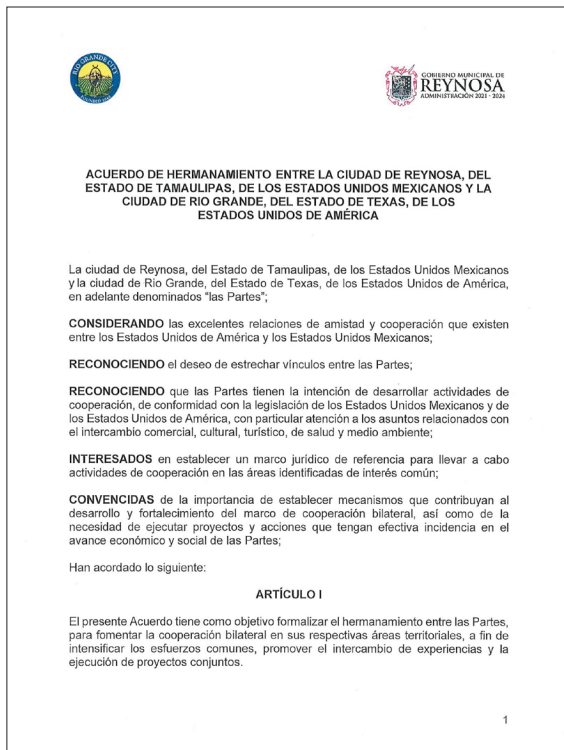 RIO GRANDE CITY
GOBIERNO MUNICIPAL DE
REYNOSA
ADMINISTRACIÓN 2021 - 2024
ACUERDO DE HERMANAMIENTO ENTRE LA CIUDAD DE REYNOSA, DEL
ESTADO DE TAMAULIPAS, DE LOS ESTADOS UNIDOS MEXICANOS Y LA
CIUDAD DE RIO GRANDE, DEL ESTADO DE TEXAS, DE LOS
ESTADOS UNIDOS DE AMÉRICA
La ciudad de Reynosa, del Estado de Tamaulipas, de los Estados Unidos Mexicanos
y la ciudad de Rio Grande, del Estado de Texas, de los Estados Unidos de América,
en adelante denominados "las Partes";
CONSIDERANDO las excelentes relaciones de amistad y cooperación que existen
entre los Estados Unidos de América y los Estados Unidos Mexicanos;
RECONOCIENDO el deseo de estrechar vínculos entre las Partes;
RECONOCIENDO que las Partes tienen la intención de desarrollar actividades de
cooperación, de conformidad con la legislación de los Estados Unidos Mexicanos y de
los Estados Unidos de América, con particular atención a los asuntos relacionados con
el intercambio comercial, cultural, turístico, de salud y medio ambiente;
INTERESADOS en establecer un marco jurídico de referencia para llevar a cabo
actividades de cooperación en las áreas identificadas de interés común;
CONVENCIDAS de la importancia de establecer mecanismos que contribuyan al
desarrollo y fortalecimiento del marco de cooperación bilateral, así como de la
necesidad de ejecutar proyectos y acciones que tengan efectiva incidencia en el
avance económico y social de las Partes;
Han acordado lo siguiente:
ARTÍCULO I
El presente Acuerdo tiene como objetivo formalizar el hermanamiento entre las Partes,
para fomentar la cooperación bilateral en sus respectivas áreas territoriales, a fin de
intensificar los esfuerzos comunes, promover el intercambio de experiencias y la
ejecución de proyectos conjuntos.
1